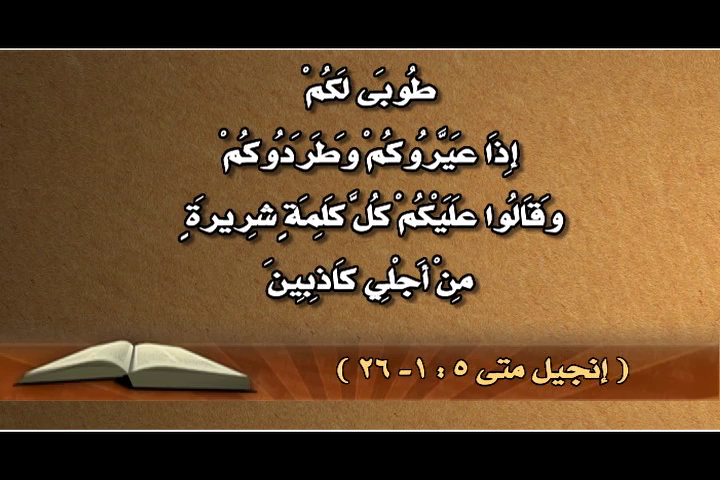 طُوبَى لَكُمْ
إِذَا عَيَّرُوكُمْ وَطَرَدُوكُمْ
وَقَالُوا عَلَيْكُمْ كُلَّ كَلِمَةٍ شِرِيرَةٍ
مِنْ أَجْلِي كَاذِبِينَ
( إنجيل متى ٥ : ١- ٢٦ )